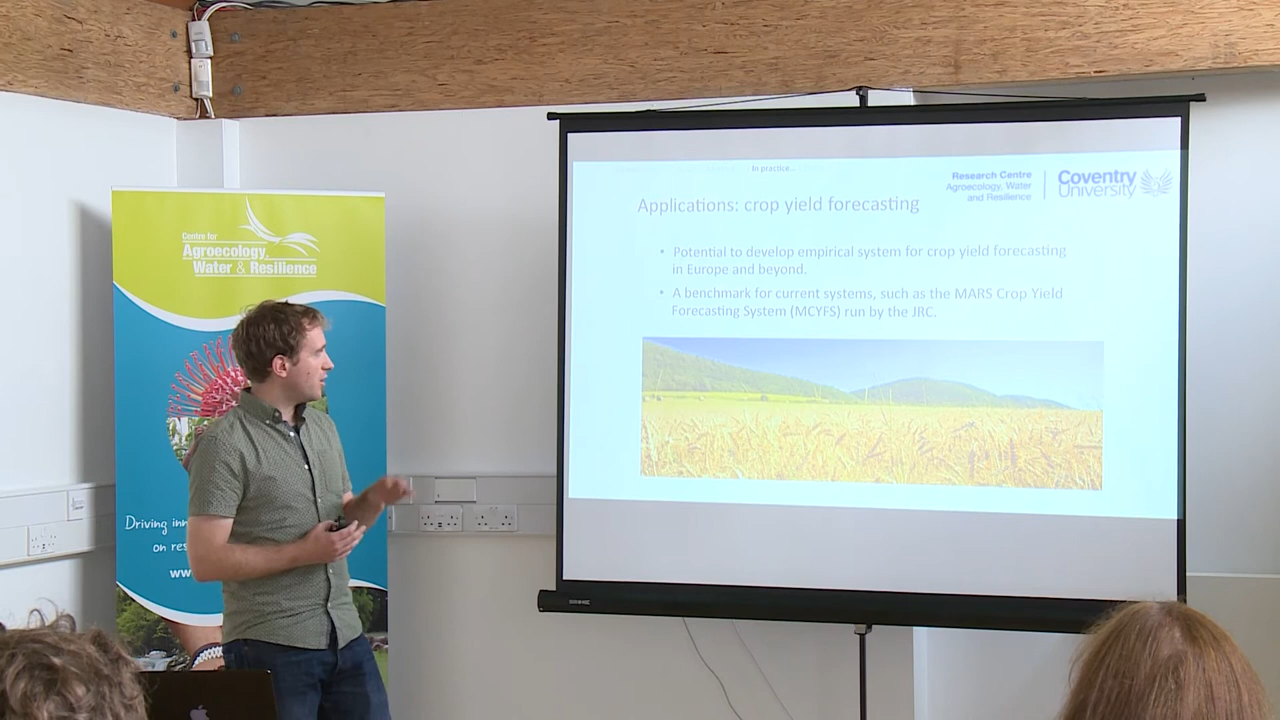 Centre for
Agroecology,
Water & Resilience
Driving inn
on res
ww
In practice...
Research Centre
Agroecology, Water
and Resilience
Coventry
University
Applications: crop yield forecasting
• Potential to develop empirical system for crop yield forecasting
in Europe and beyond.
• A benchmark for current systems, such as the MARS Crop Yield
Forecasting System (MCYFS) run by the JRC.